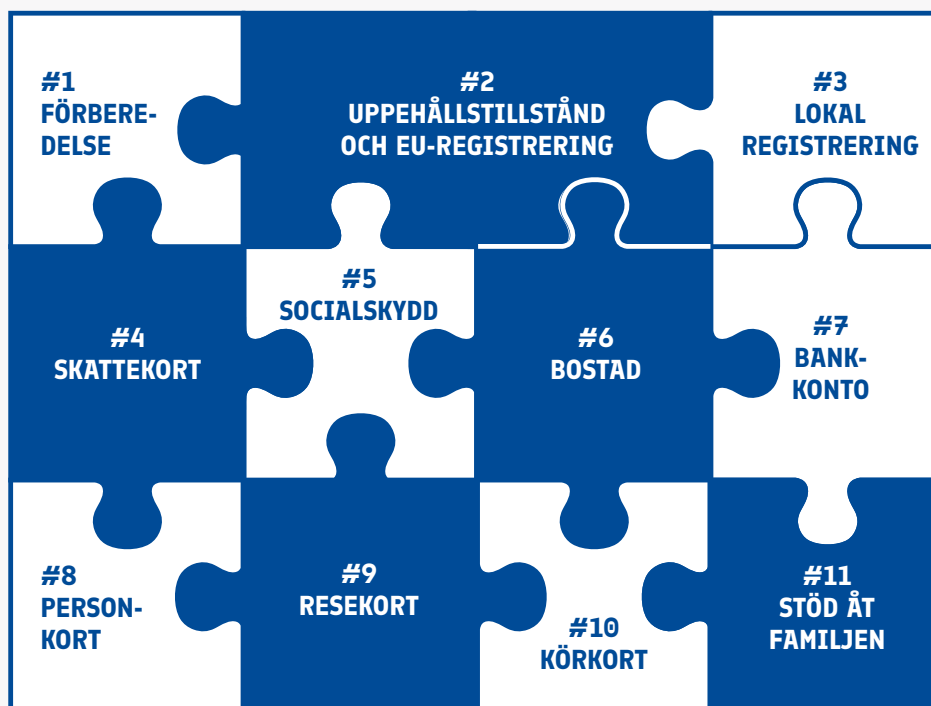 #1
FÖRBERE-
DELSE
#2
UPPEHÅLLSTILLSTÅND
OCH EU-REGISTRERING
#3
LOKAL
REGISTRERING
#4
SKATTEKORT
#5
SOCIALSKYDD
#6
BOSTAD
#7
BANK-
KONTO
#8
PERSON-
KORT
#9
RESEKORT
#10
KÖRKORT
#11
STÖD ÅT
FAMILJEN